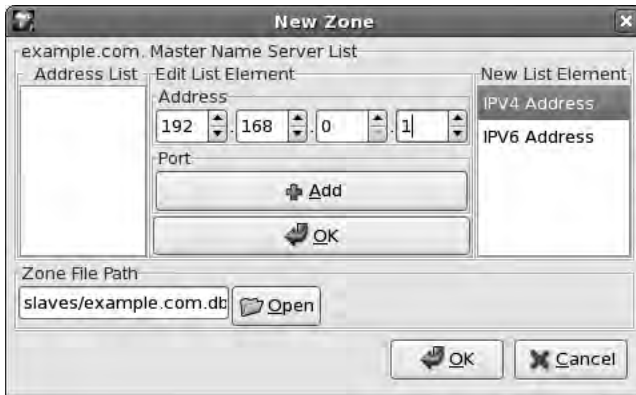 New Zone
example.com. Master Name Server List
Address List
Edit List Element
New List Element
Address
192 . 168 . 0 . 1
Port
Add
OK
IPV4 Address
IPV6 Address
Zone File Path
slaves/example.com.db
Open
OK
Cancel